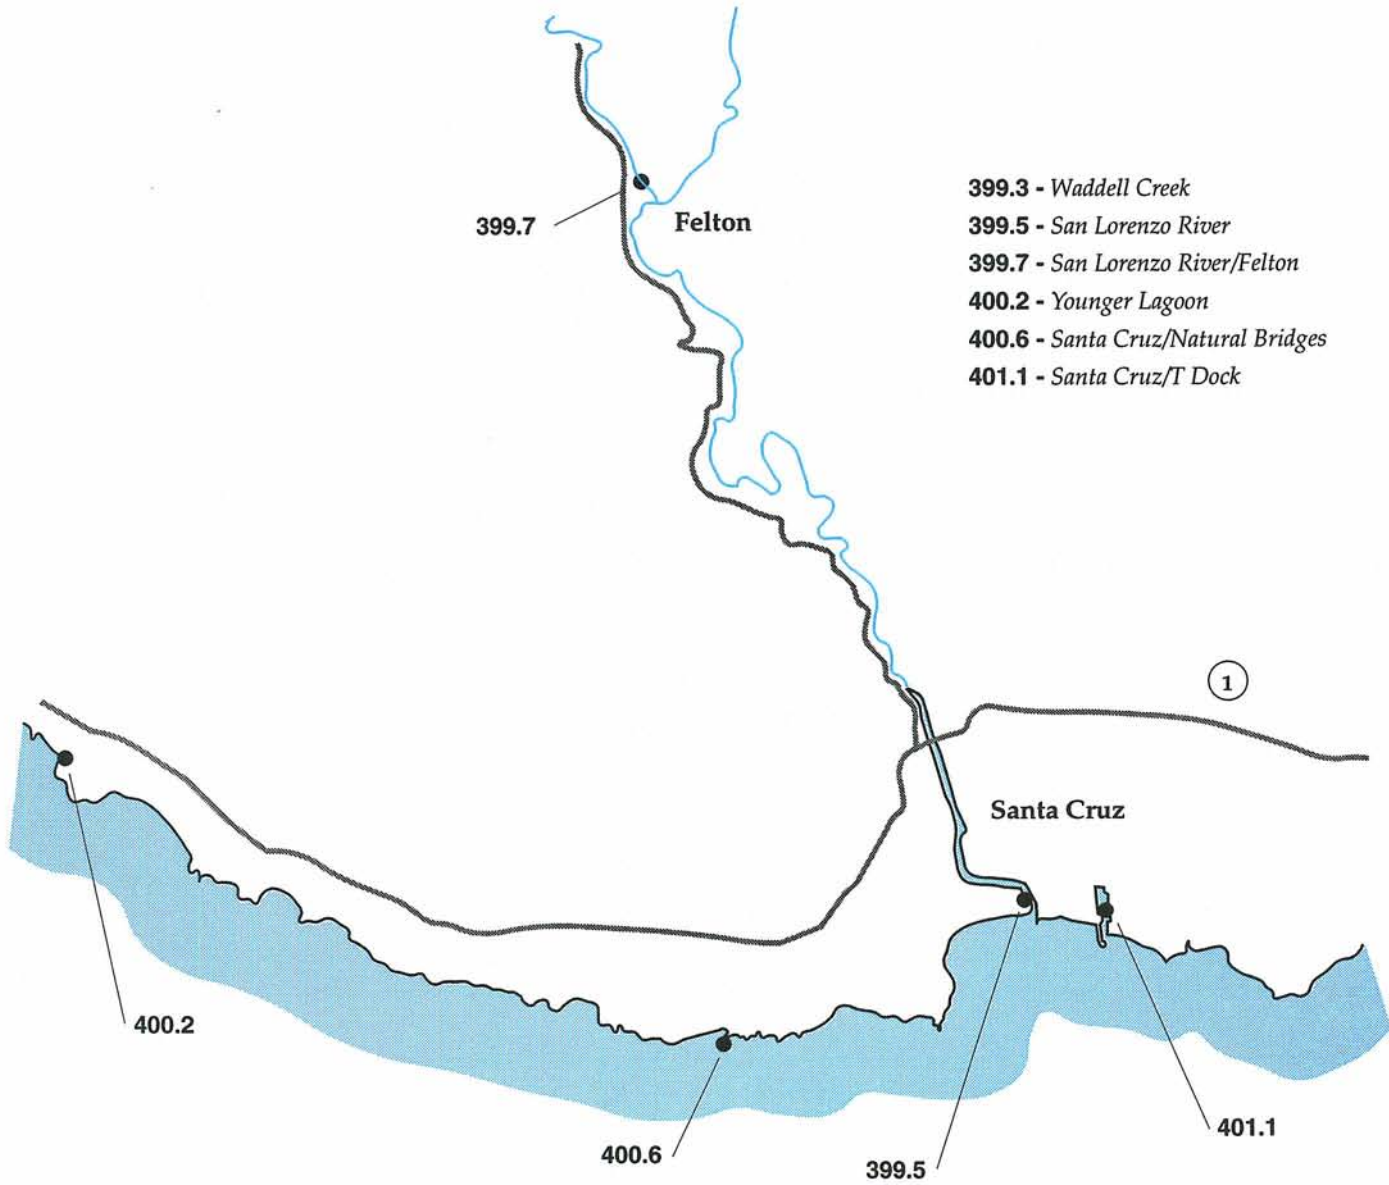 399.3 - Waddell Creek
399.5 - San Lorenzo River
399.7
Felton
399.7 - San Lorenzo River/Felton
400.2 - Younger Lagoon
400.6 - Santa Cruz/Natural Bridges
401.1 - Santa Cruz/T Dock
1
Santa Cruz
400.2
401.1
400.6
399.5